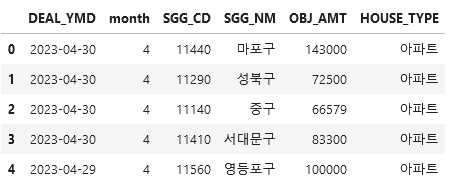 DEAL_YMD month SGG_CD SGG_NM OBJ_AMT HOUSE_TYPE
0 2023-04-30 4 11440 마포구 143000 아파트
1 2023-04-30 4 11290 성북구 72500 아파트
2 2023-04-30 4 11140 중구 66579 아파트
3 2023-04-30 4 11410 서대문구 83300 아파트
4 2023-04-29 4 11560 영등포구 100000 아파트